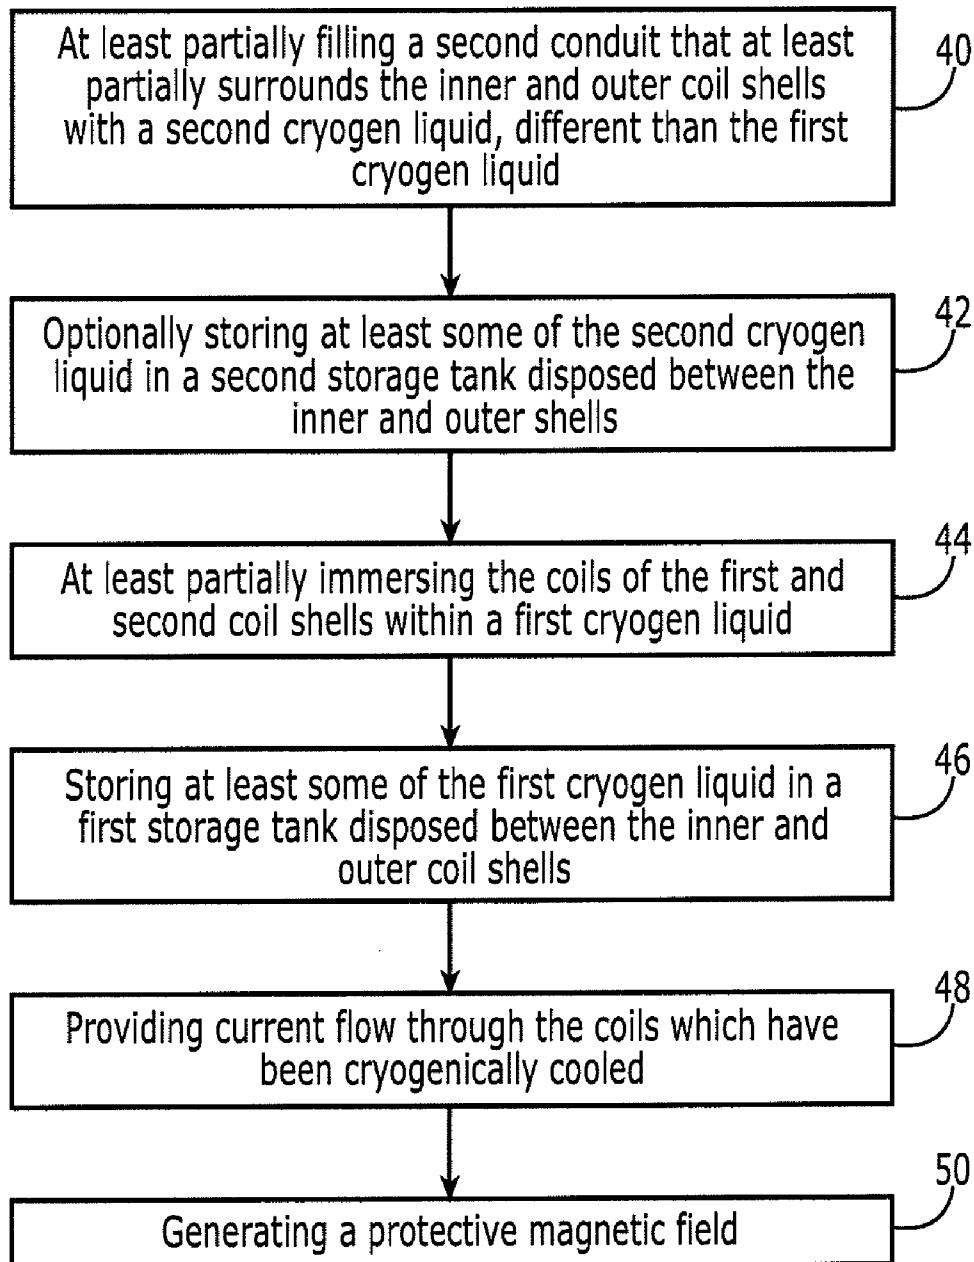 At least partially filling a second conduit that at least
partially surrounds the inner and outer coil shells
with a second cryogen liquid, different than the first
cryogen liquid
40
Optionally storing at least some of the second cryogen
liquid in a second storage tank disposed between the
inner and outer shells
42
At least partially immersing the coils of the first and
second coil shells within a first cryogen liquid
44
Storing at least some of the first cryogen liquid in a
first storage tank disposed between the inner and
outer coil shells
46
Providing current flow through the coils which have
been cryogenically cooled
48
Generating a protective magnetic field
50